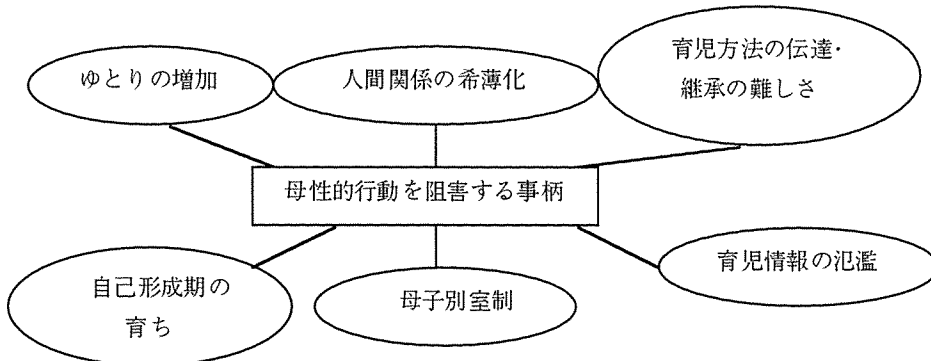 ゆとりの増加
人間関係の希薄化
育児方法の伝達・
継承の難しさ
母性的行動を阻害する事柄
自己形成期の
育ち
母子別室制
育児情報の氾濫